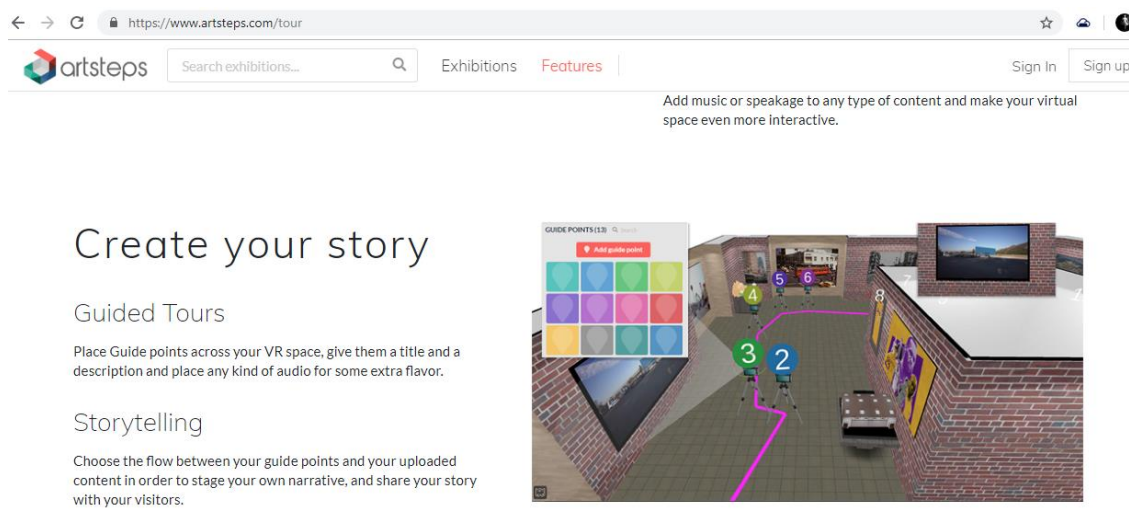 https://www.artsteps.com/tour
artsteps
Search exhibitions...
Exhibitions
Features
Sign In
Sign up
Add music or speakage to any type of content and make your virtual
space even more interactive.
Create your story
Guided Tours
Place Guide points across your VR space, give them a title and a
description and place any kind of audio for some extra flavor.
Storytelling
Choose the flow between your guide points and your uploaded
content in order to stage your own narrative, and share your story
with your visitors.
GUIDE POINTS (13)
Search
Add guide point
5
6
4
8
7
3
2